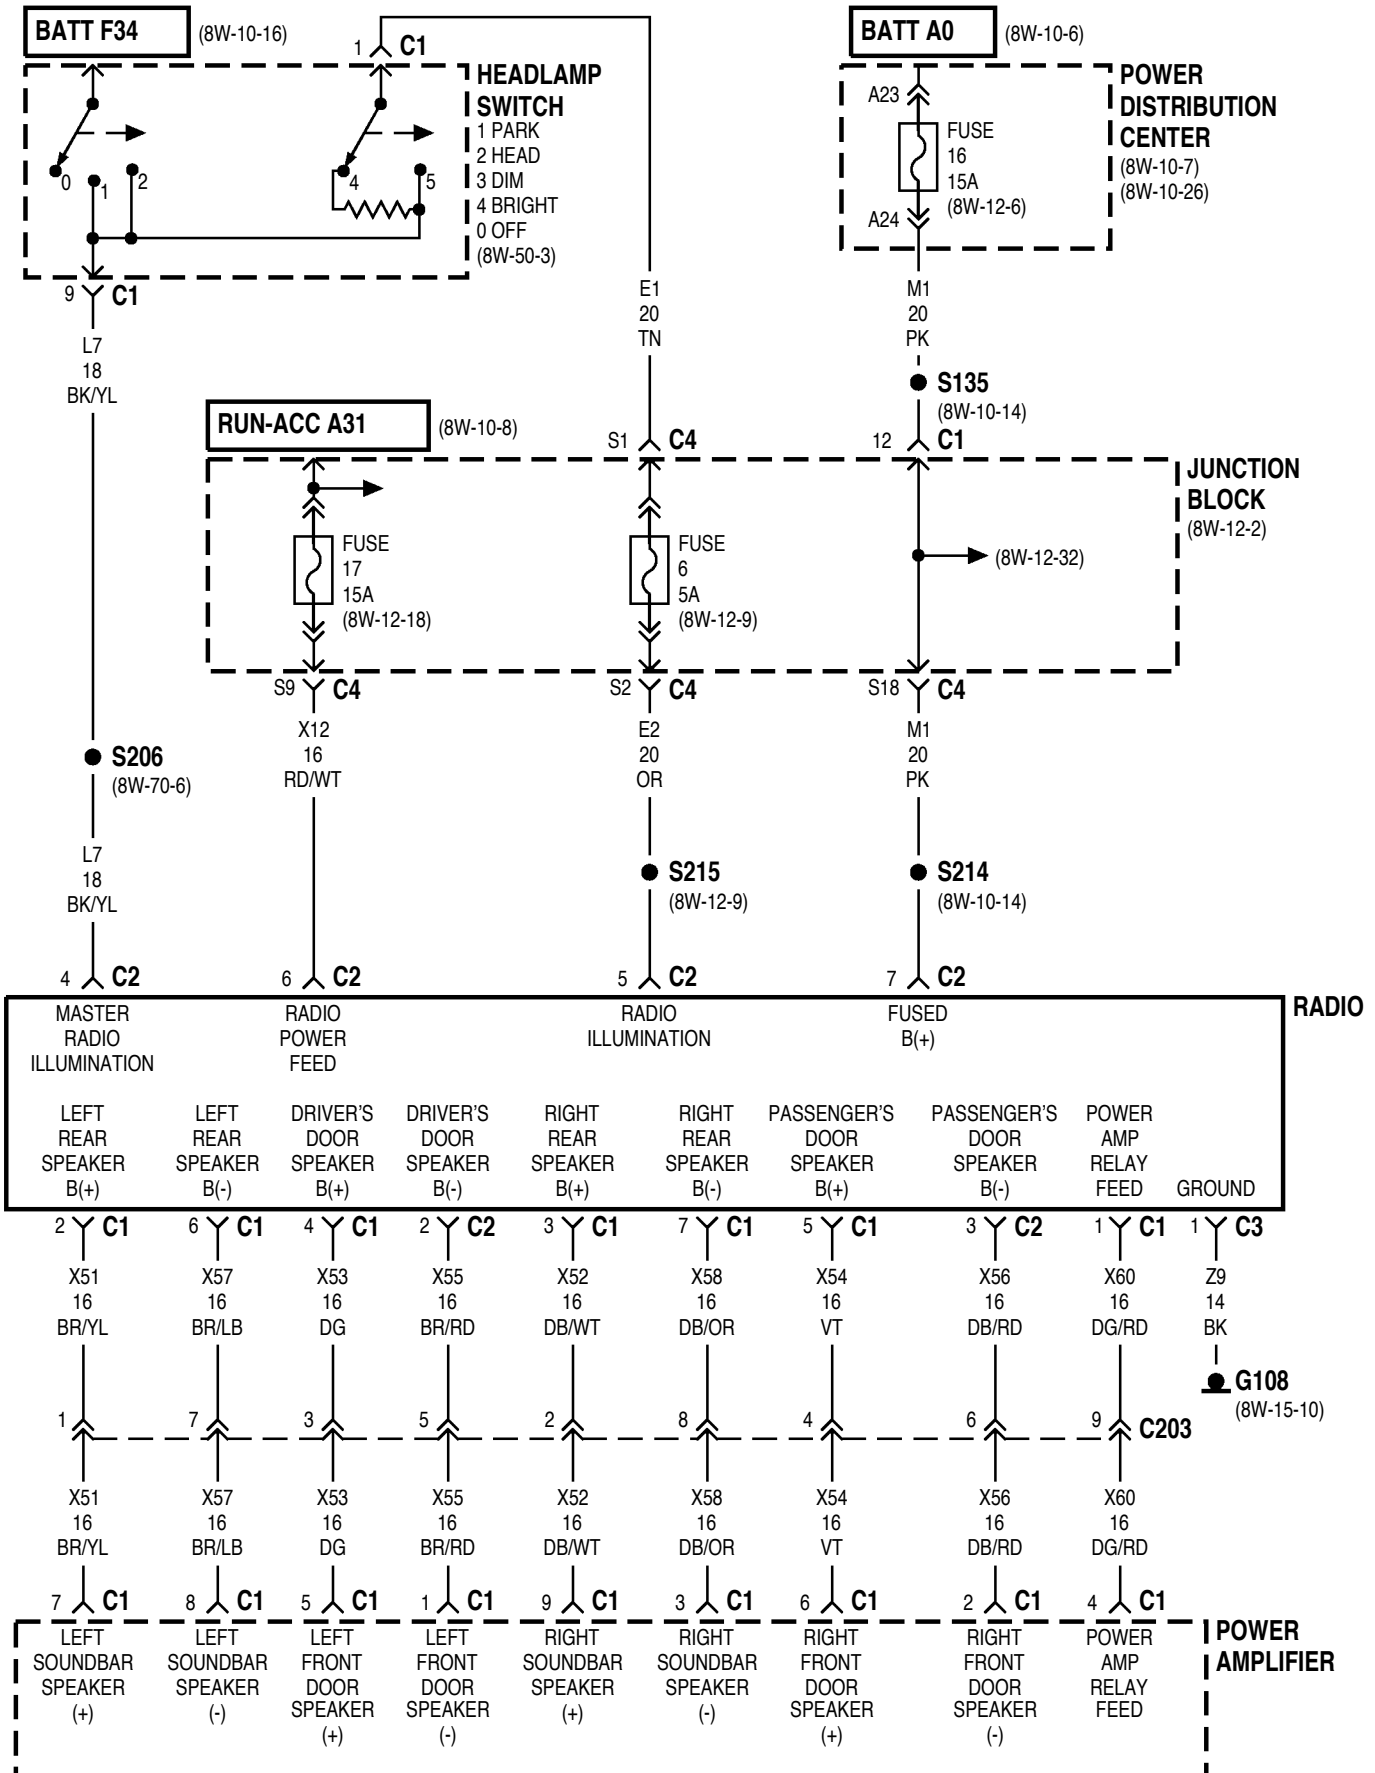 BATT F34 (8W-10-16)
1 C1
BATT A0 (8W-10-6)
HEADLAMP
SWITCH
1 PARK
2 HEAD
3 DIM
4 BRIGHT
0 OFF
(8W-50-3)
0 1 2 4 5
POWER
DISTRIBUTION
CENTER
(8W-10-7)
(8W-10-26)
A23
FUSE
16
15A
(8W-12-6)
A24
9 C1
L7
18
BK/YL
E1
20
TN
M1
20
PK
S135
(8W-10-14)
RUN-ACC A31 (8W-10-8)
S1 C4
12 C1
JUNCTION
BLOCK
(8W-12-2)
FUSE
17
15A
(8W-12-18)
FUSE
6
5A
(8W-12-9)
(8W-12-32)
S9 C4
S2 C4
S18 C4
X12
16
RD/WT
E2
20
OR
M1
20
PK
S206
(8W-70-6)
L7
18
BK/YL
S215
(8W-12-9)
S214
(8W-10-14)
4 C2
6 C2
5 C2
7 C2
RADIO
MASTER
RADIO
ILLUMINATION
RADIO
POWER
FEED
RADIO
ILLUMINATION
FUSED
B(+)
LEFT
REAR
SPEAKER
B(+)
LEFT
REAR
SPEAKER
B(-)
DRIVER'S
DOOR
SPEAKER
B(+)
DRIVER'S
DOOR
SPEAKER
B(-)
RIGHT
REAR
SPEAKER
B(+)
RIGHT
REAR
SPEAKER
B(-)
PASSENGER'S
DOOR
SPEAKER
B(+)
PASSENGER'S
DOOR
SPEAKER
B(-)
POWER
AMP
RELAY
FEED
GROUND
2 C1
6 C1
4 C1
2 C2
3 C1
7 C1
5 C1
3 C2
1 C1
1 C3
X51
16
BR/YL
X57
16
BR/LB
X53
16
DG
X55
16
BR/RD
X52
16
DB/WT
X58
16
DB/OR
X54
16
VT
X56
16
DB/RD
X60
16
DG/RD
Z9
14
BK
G108
(8W-15-10)
1 7 3 5 2 8 4 6 9 C203
X51
16
BR/YL
X57
16
BR/LB
X53
16
DG
X55
16
BR/RD
X52
16
DB/WT
X58
16
DB/OR
X54
16
VT
X56
16
DB/RD
X60
16
DG/RD
7 C1
8 C1
5 C1
1 C1
9 C1
3 C1
6 C1
2 C1
4 C1
POWER
AMPLIFIER
LEFT
SOUNDBAR
SPEAKER
(+)
LEFT
SOUNDBAR
SPEAKER
(-)
LEFT
FRONT
DOOR
SPEAKER
(+)
LEFT
FRONT
DOOR
SPEAKER
(-)
RIGHT
SOUNDBAR
SPEAKER
(+)
RIGHT
SOUNDBAR
SPEAKER
(-)
RIGHT
FRONT
DOOR
SPEAKER
(+)
RIGHT
FRONT
DOOR
SPEAKER
(-)
POWER
AMP
RELAY
FEED